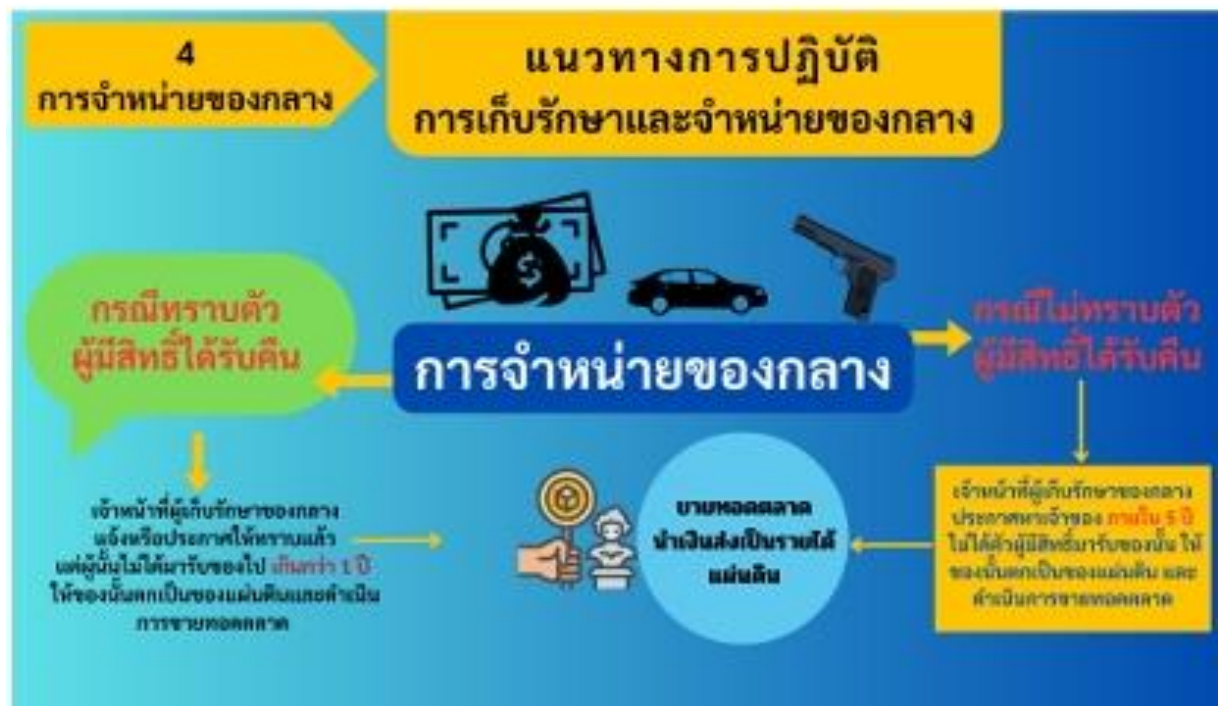 4
การจำหน่ายของกลาง
แนวทางการปฏิบัติ
การเก็บรักษาและจำหน่ายของกลาง
กรณีทราบตัว
ผู้มีสิทธิ์ได้รับคืน
การจำหน่ายของกลาง
กรณีไม่ทราบตัว
ผู้มีสิทธิ์ได้รับคืน
เจ้าหน้าที่ผู้เก็บรักษาของกลาง
แจ้งหรือประกาศให้ทราบแล้ว
แต่ผู้นั้นไม่ได้มารับของไป เกินกว่า 1 ปี
ให้ของนั้นตกเป็นของแผ่นดินและดำเนิน
การขายทอดตลาด
ขายทอดตลาด
นำเงินส่งเป็นรายได้
แผ่นดิน
เจ้าหน้าที่ผู้เก็บรักษาของกลาง
ประกาศหาเจ้าของ ภายใน 5 ปี
ไม่ได้ตัวผู้มีสิทธิ์มารับของนั้น ให้
ของนั้นตกเป็นของแผ่นดิน และ
ดำเนินการขายทอดตลาด